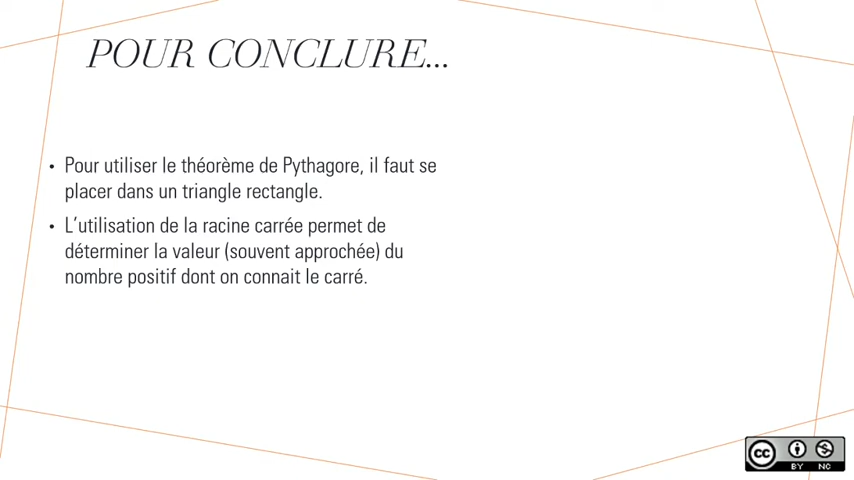 POUR CONCLURE...
• Pour utiliser le théorème de Pythagore, il faut se
placer dans un triangle rectangle.
• L'utilisation de la racine carrée permet de
déterminer la valeur (souvent approchée) du
nombre positif dont on connait le carré.
cc
BY NC